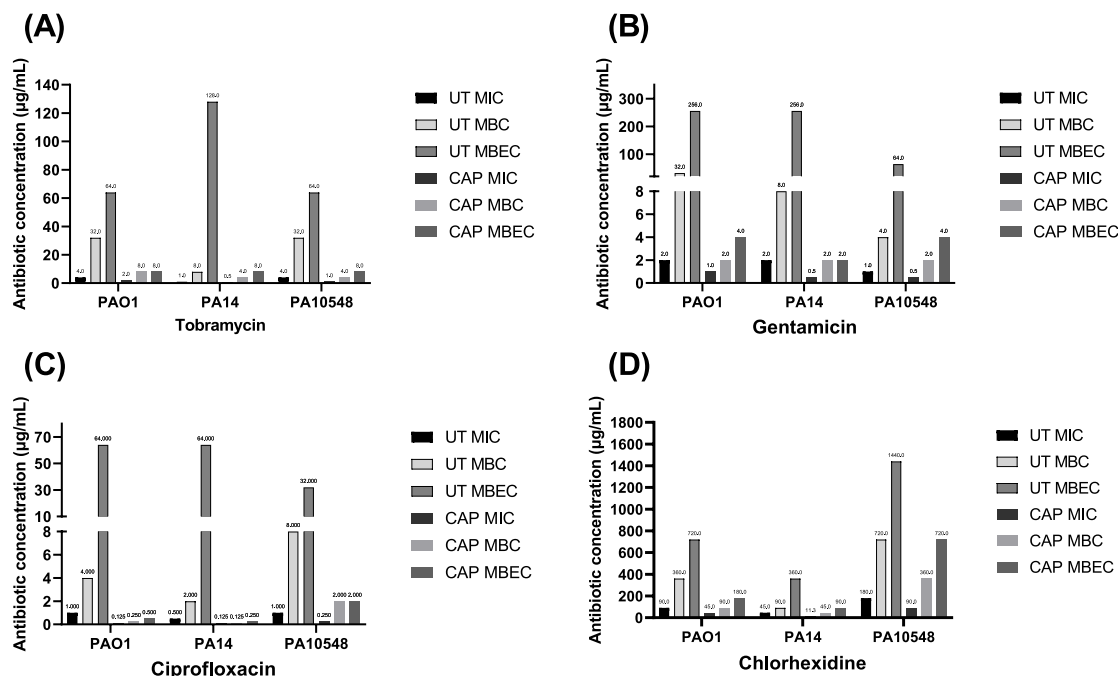 (A)
Antibiotic concentration (µg/mL)
140
120
100
80
60
40
20
0
4.0
32.0
64.0
2.0
8.0
8.0
1.0
8.0
128.0
0.5
4.0
8.0
4.0
32.0
64.0
1.0
4.0
8.0
PAO1
PA14
PA10548
Tobramycin
UT MIC
UT MBC
UT MBEC
CAP MIC
CAP MBC
CAP MBEC
(B)
Antibiotic concentration (µg/mL)
300
200
100
8
6
4
2
0
2.0
32.0
256.0
1.0
2.0
4.0
2.0
8.0
256.0
0.5
2.0
2.0
1.0
4.0
64.0
0.5
2.0
4.0
PAO1
PA14
PA10548
Gentamicin
UT MIC
UT MBC
UT MBEC
CAP MIC
CAP MBC
CAP MBEC
(C)
Antibiotic concentration (µg/mL)
70
50
30
10
8
6
4
2
0
1.000
4.000
64.000
0.125
0.250
0.500
0.500
2.000
64.000
0.125
0.125
0.250
1.000
8.000
32.000
0.250
2.000
2.000
PAO1
PA14
PA10548
Ciprofloxacin
UT MIC
UT MBC
UT MBEC
CAP MIC
CAP MBC
CAP MBEC
(D)
Antibiotic concentration (µg/mL)
1800
1600
1400
1200
1000
800
600
400
200
0
90.0
360.0
720.0
45.0
90.0
180.0
45.0
90.0
360.0
11.3
45.0
90.0
180.0
720.0
1440.0
90.0
360.0
720.0
PAO1
PA14
PA10548
Chlorhexidine
UT MIC
UT MBC
UT MBEC
CAP MIC
CAP MBC
CAP MBEC